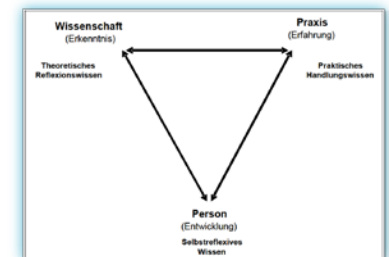 Wissenschaft
(Erkenntnis)
Theoretisches
Reflexionswissen
Praxis
(Erfahrung)
Praktisches
Handlungswissen
Person
(Entwicklung)
Selbstreflexives
Wissen